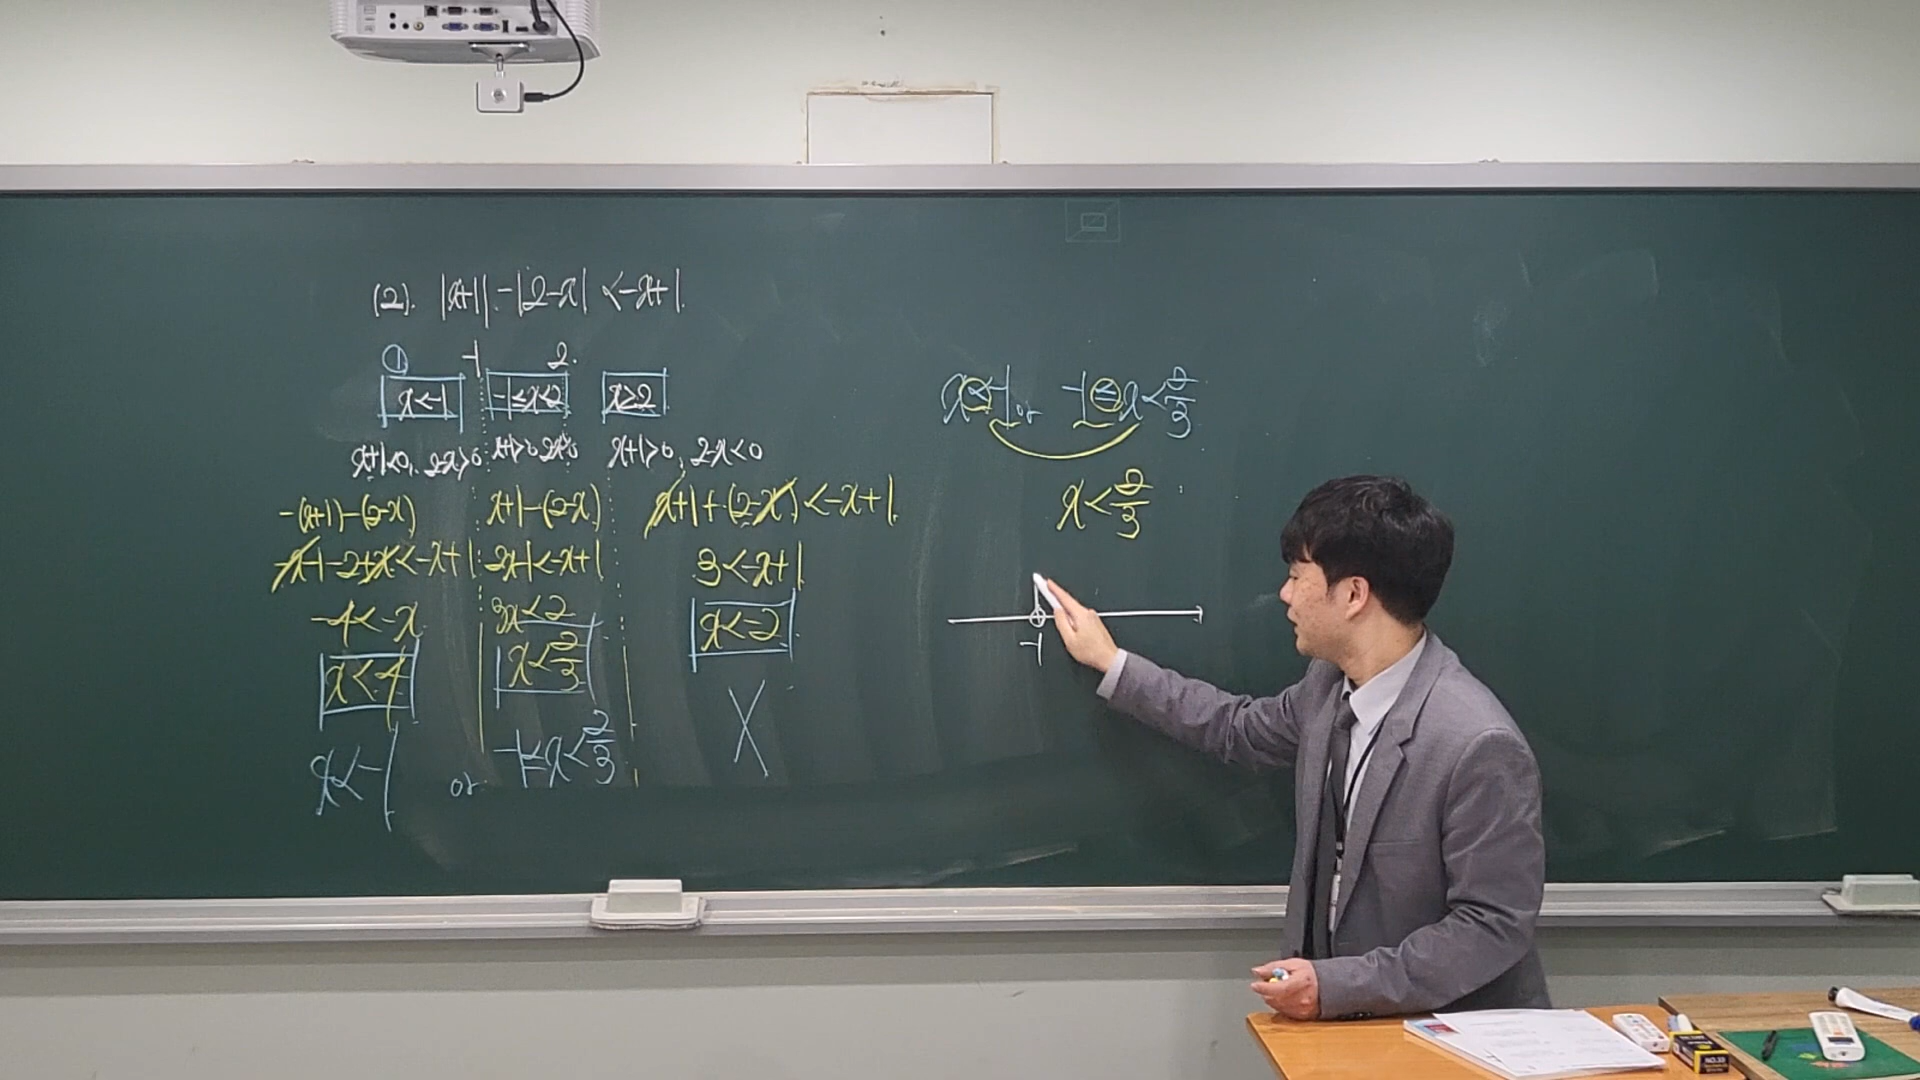 (2). |x+1|-|2-x| <-x+1.
① -1 2.
x<-1 -1≤x<2 x≥2
x+1<0, 2-x>0 x+1>0 2-x>0 x+1>0, 2-x<0
-(x+1)-(2-x) x+1-(2-x) x+1+(2-x)<-x+1.
-x-1-2+x<-x+1 2x-1<-x+1 3<-x+1
-4<-x 3x<2 x<-2
x<4 x<2/3
x<-1 or -1≤x<2/3 X
x<-1 or -1≤x<2/3
x<2/3
-1